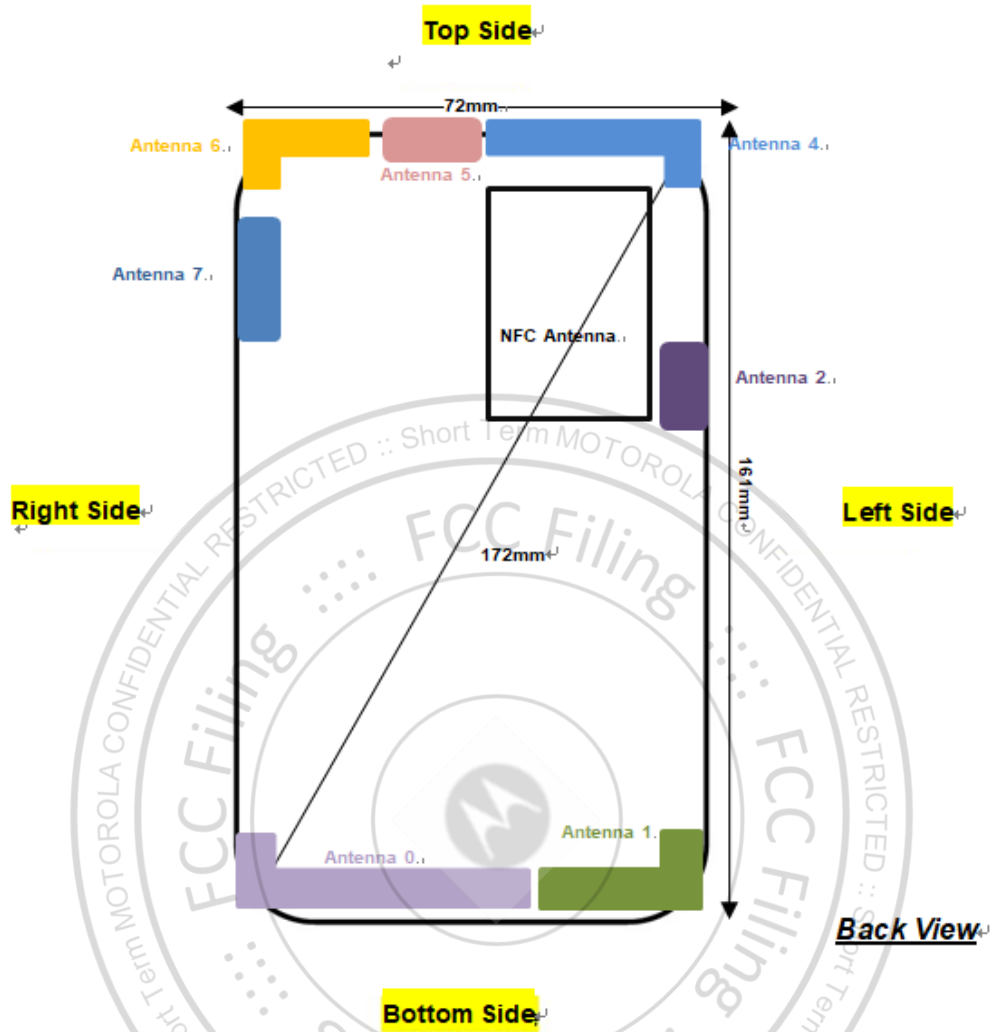 Top Side
72mm
Antenna 6.
Antenna 4.
Antenna 5.
Antenna 7.
NFC Antenna.
Antenna 2.
161mm
Right Side
Left Side
172mm
Antenna 1.
Antenna 0.
Back View
Bottom Side
MOTOROLA CONFIDENTIAL RESTRICTED :: Short Term MOTOROLA CONFIDENTIAL RESTRICTED :: Short Term
FCC Filing :::: FCC Filing :::: FCC Filing ::::